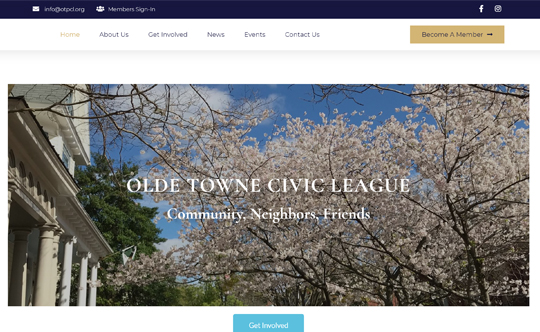 info@otpcl.org Members Sign-In
Home About Us Get Involved News Events Contact Us Become A Member
OLDE TOWNE CIVIC LEAGUE
Community, Neighbors, Friends
Get Involved